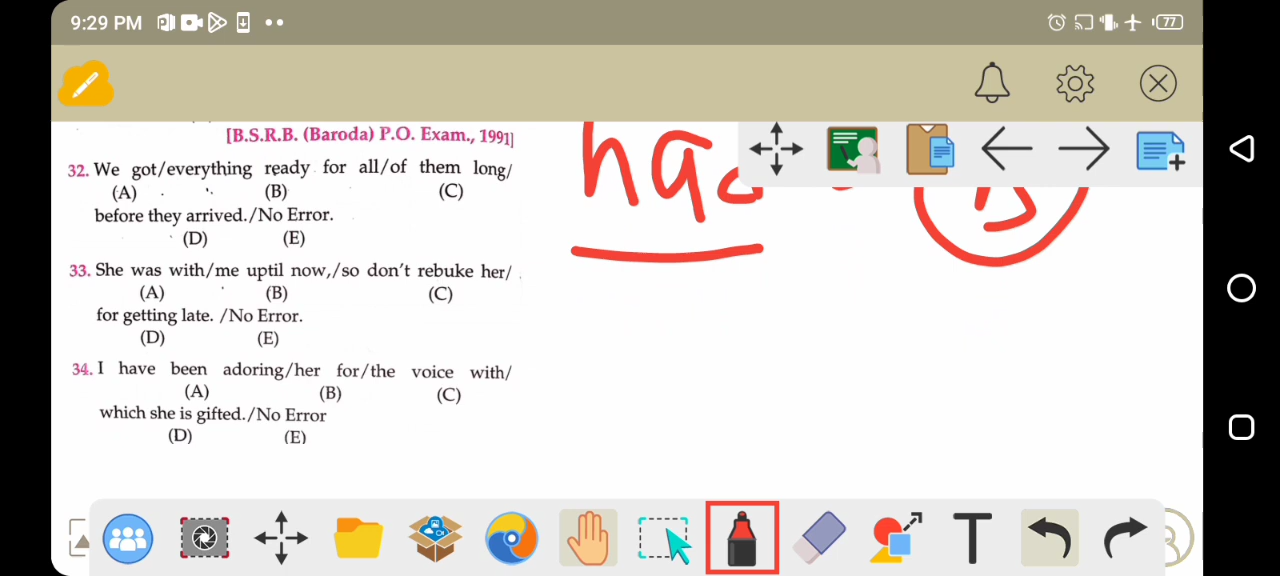 9:29 PM
77
[B.S.R.B. (Baroda) P.O. Exam., 1991]
32. We got/everything ready for all/of them long/
(A) (B) (C)
before they arrived./No Error.
(D) (E)
33. She was with/me uptil now,/so don't rebuke her/
(A) (B) (C)
for getting late. /No Error.
(D) (E)
34. I have been adoring/her for/the voice with/
(A) (B) (C)
which she is gifted./No Error
(D) (E)
T